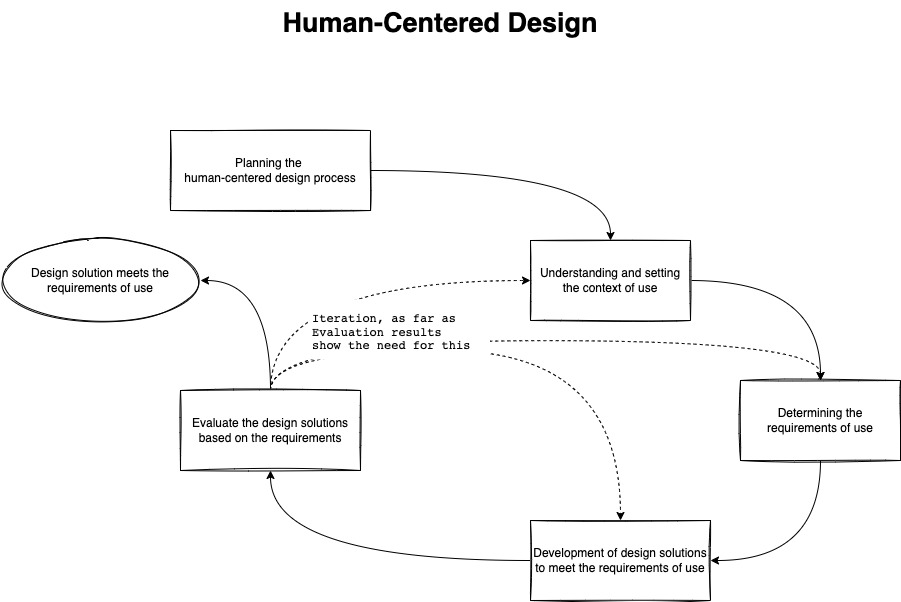 Human-Centered Design
Planning the
human-centered design process
Design solution meets the
requirements of use
Understanding and setting
the context of use
Iteration, as far as
Evaluation results
show the need for this
Determining the
requirements of use
Evaluate the design solutions
based on the requirements
Development of design solutions
to meet the requirements of use